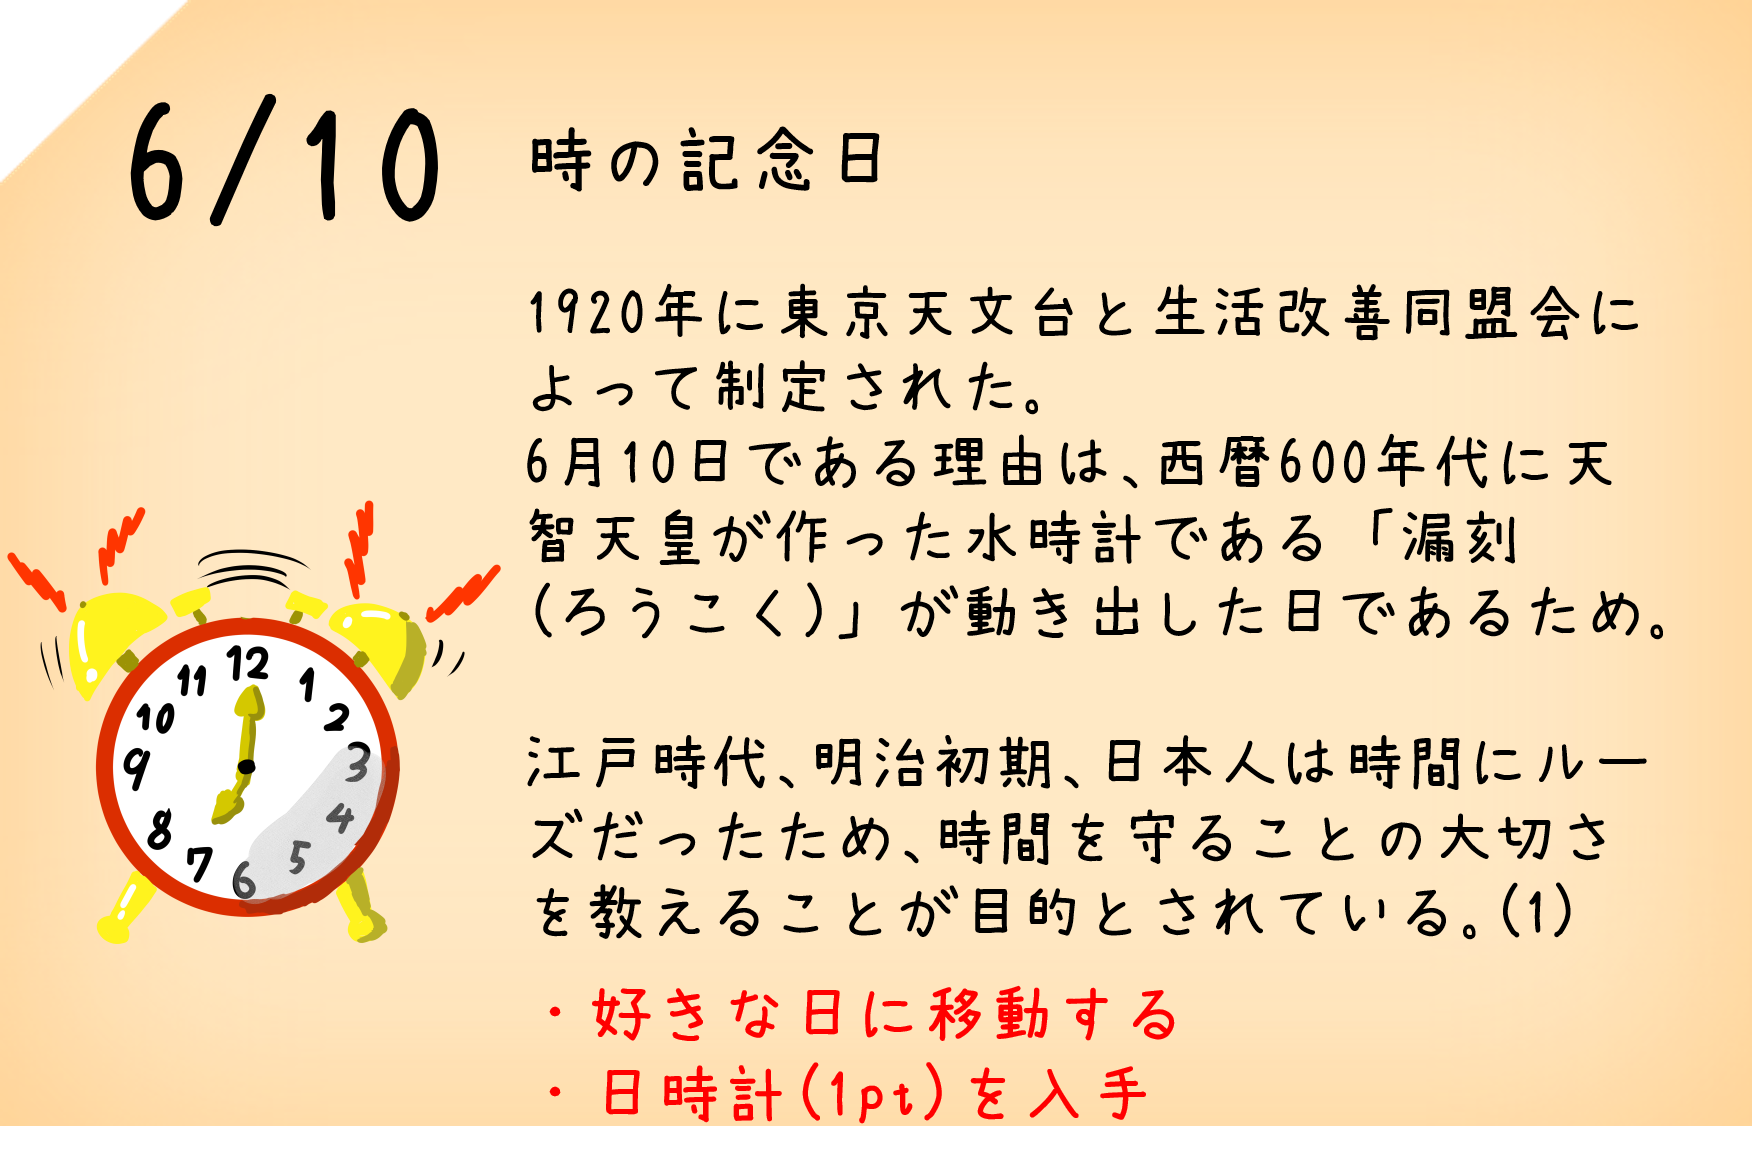 6/10 時の記念日
1920年に東京天文台と生活改善同盟会に
よって制定された。
6月10日である理由は、西暦600年代に天
智天皇が作った水時計である「漏刻
(ろうこく)」が動き出した日であるため。
江戸時代、明治初期、日本人は時間にルー
ズだったため、時間を守ることの大切さ
を教えることが目的とされている。(1)
・好きな日に移動する
・日時計(1pt)を入手
12
11 1
10 2
9 3
8 4
7 5
6